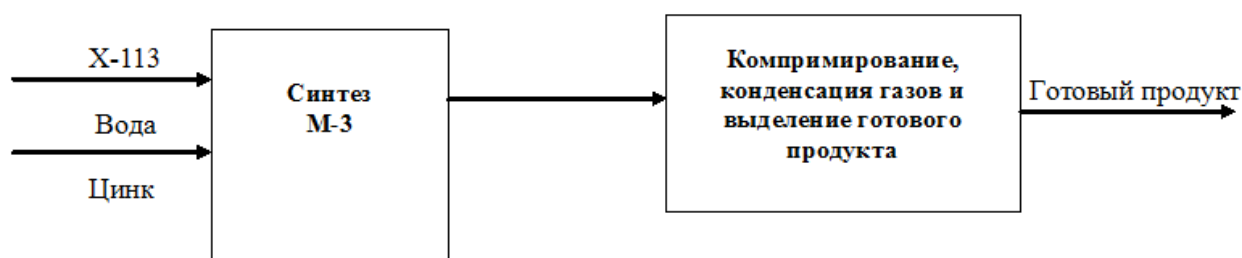 Х-113
Вода
Цинк
Синтез
М-3
Компримирование,
конденсация газов и
выделение готового
продукта
Готовый продукт